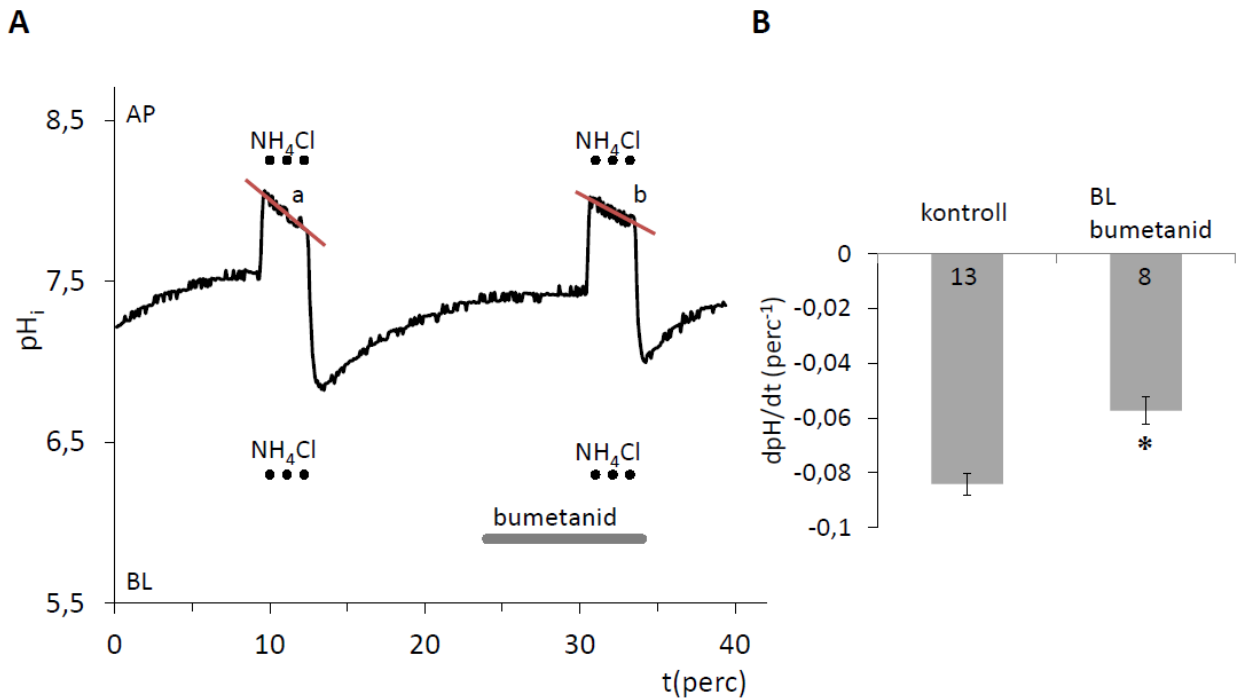 A
AP
8,5
7,5
6,5
5,5
pHi
NH4Cl
NH4Cl
a
b
NH4Cl
NH4Cl
bumetanid
BL
0
10
20
30
40
t(perc)
B
kontroll
BL
bumetanid
0
-0,02
-0,04
-0,06
-0,08
-0,1
dpH/dt (perc⁻¹)
13
8
*